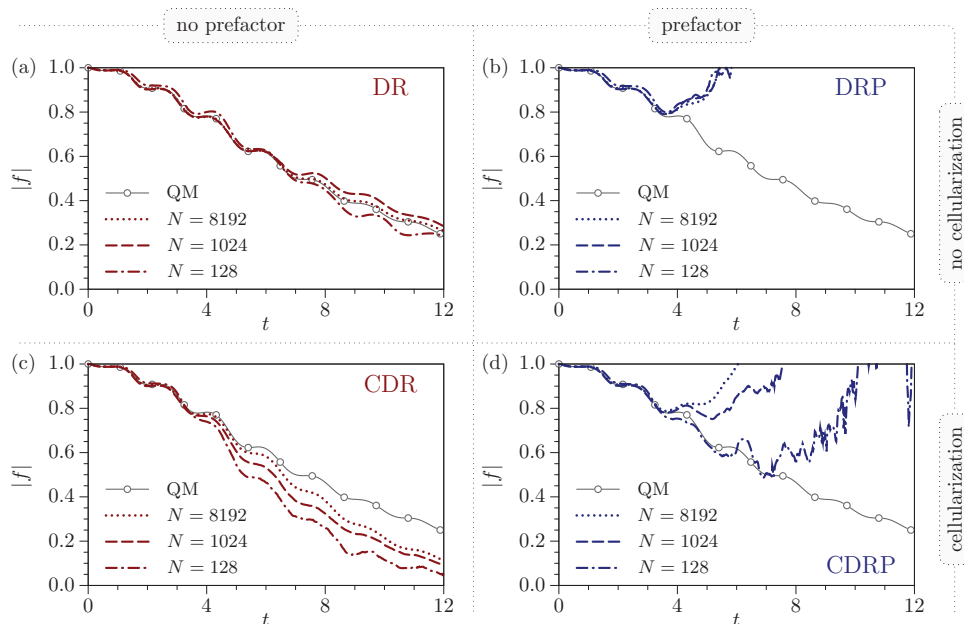 no prefactor
prefactor
(a)
DR
1.0
0.8
0.6
0.4
0.2
0.0
|f|
QM
N = 8192
N = 1024
N = 128
0
4
8
12
t
(b)
DRP
1.0
0.8
0.6
0.4
0.2
0.0
|f|
QM
N = 8192
N = 1024
N = 128
0
4
8
12
t
no cellularization
(c)
CDR
1.0
0.8
0.6
0.4
0.2
0.0
|f|
QM
N = 8192
N = 1024
N = 128
0
4
8
12
t
(d)
CDRP
1.0
0.8
0.6
0.4
0.2
0.0
|f|
QM
N = 8192
N = 1024
N = 128
0
4
8
12
t
cellularization